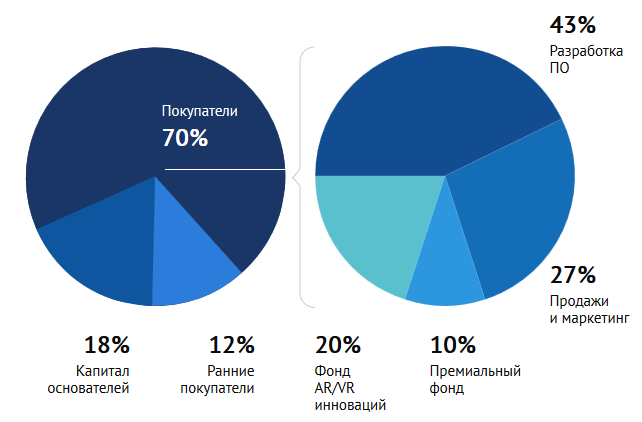 43%
Разработка
ПО
Покупатели
70%
27%
Продажи
и маркетинг
18%
Капитал
основателей
12%
Ранние
покупатели
20%
Фонд
AR/VR
инноваций
10%
Премиальный
фонд